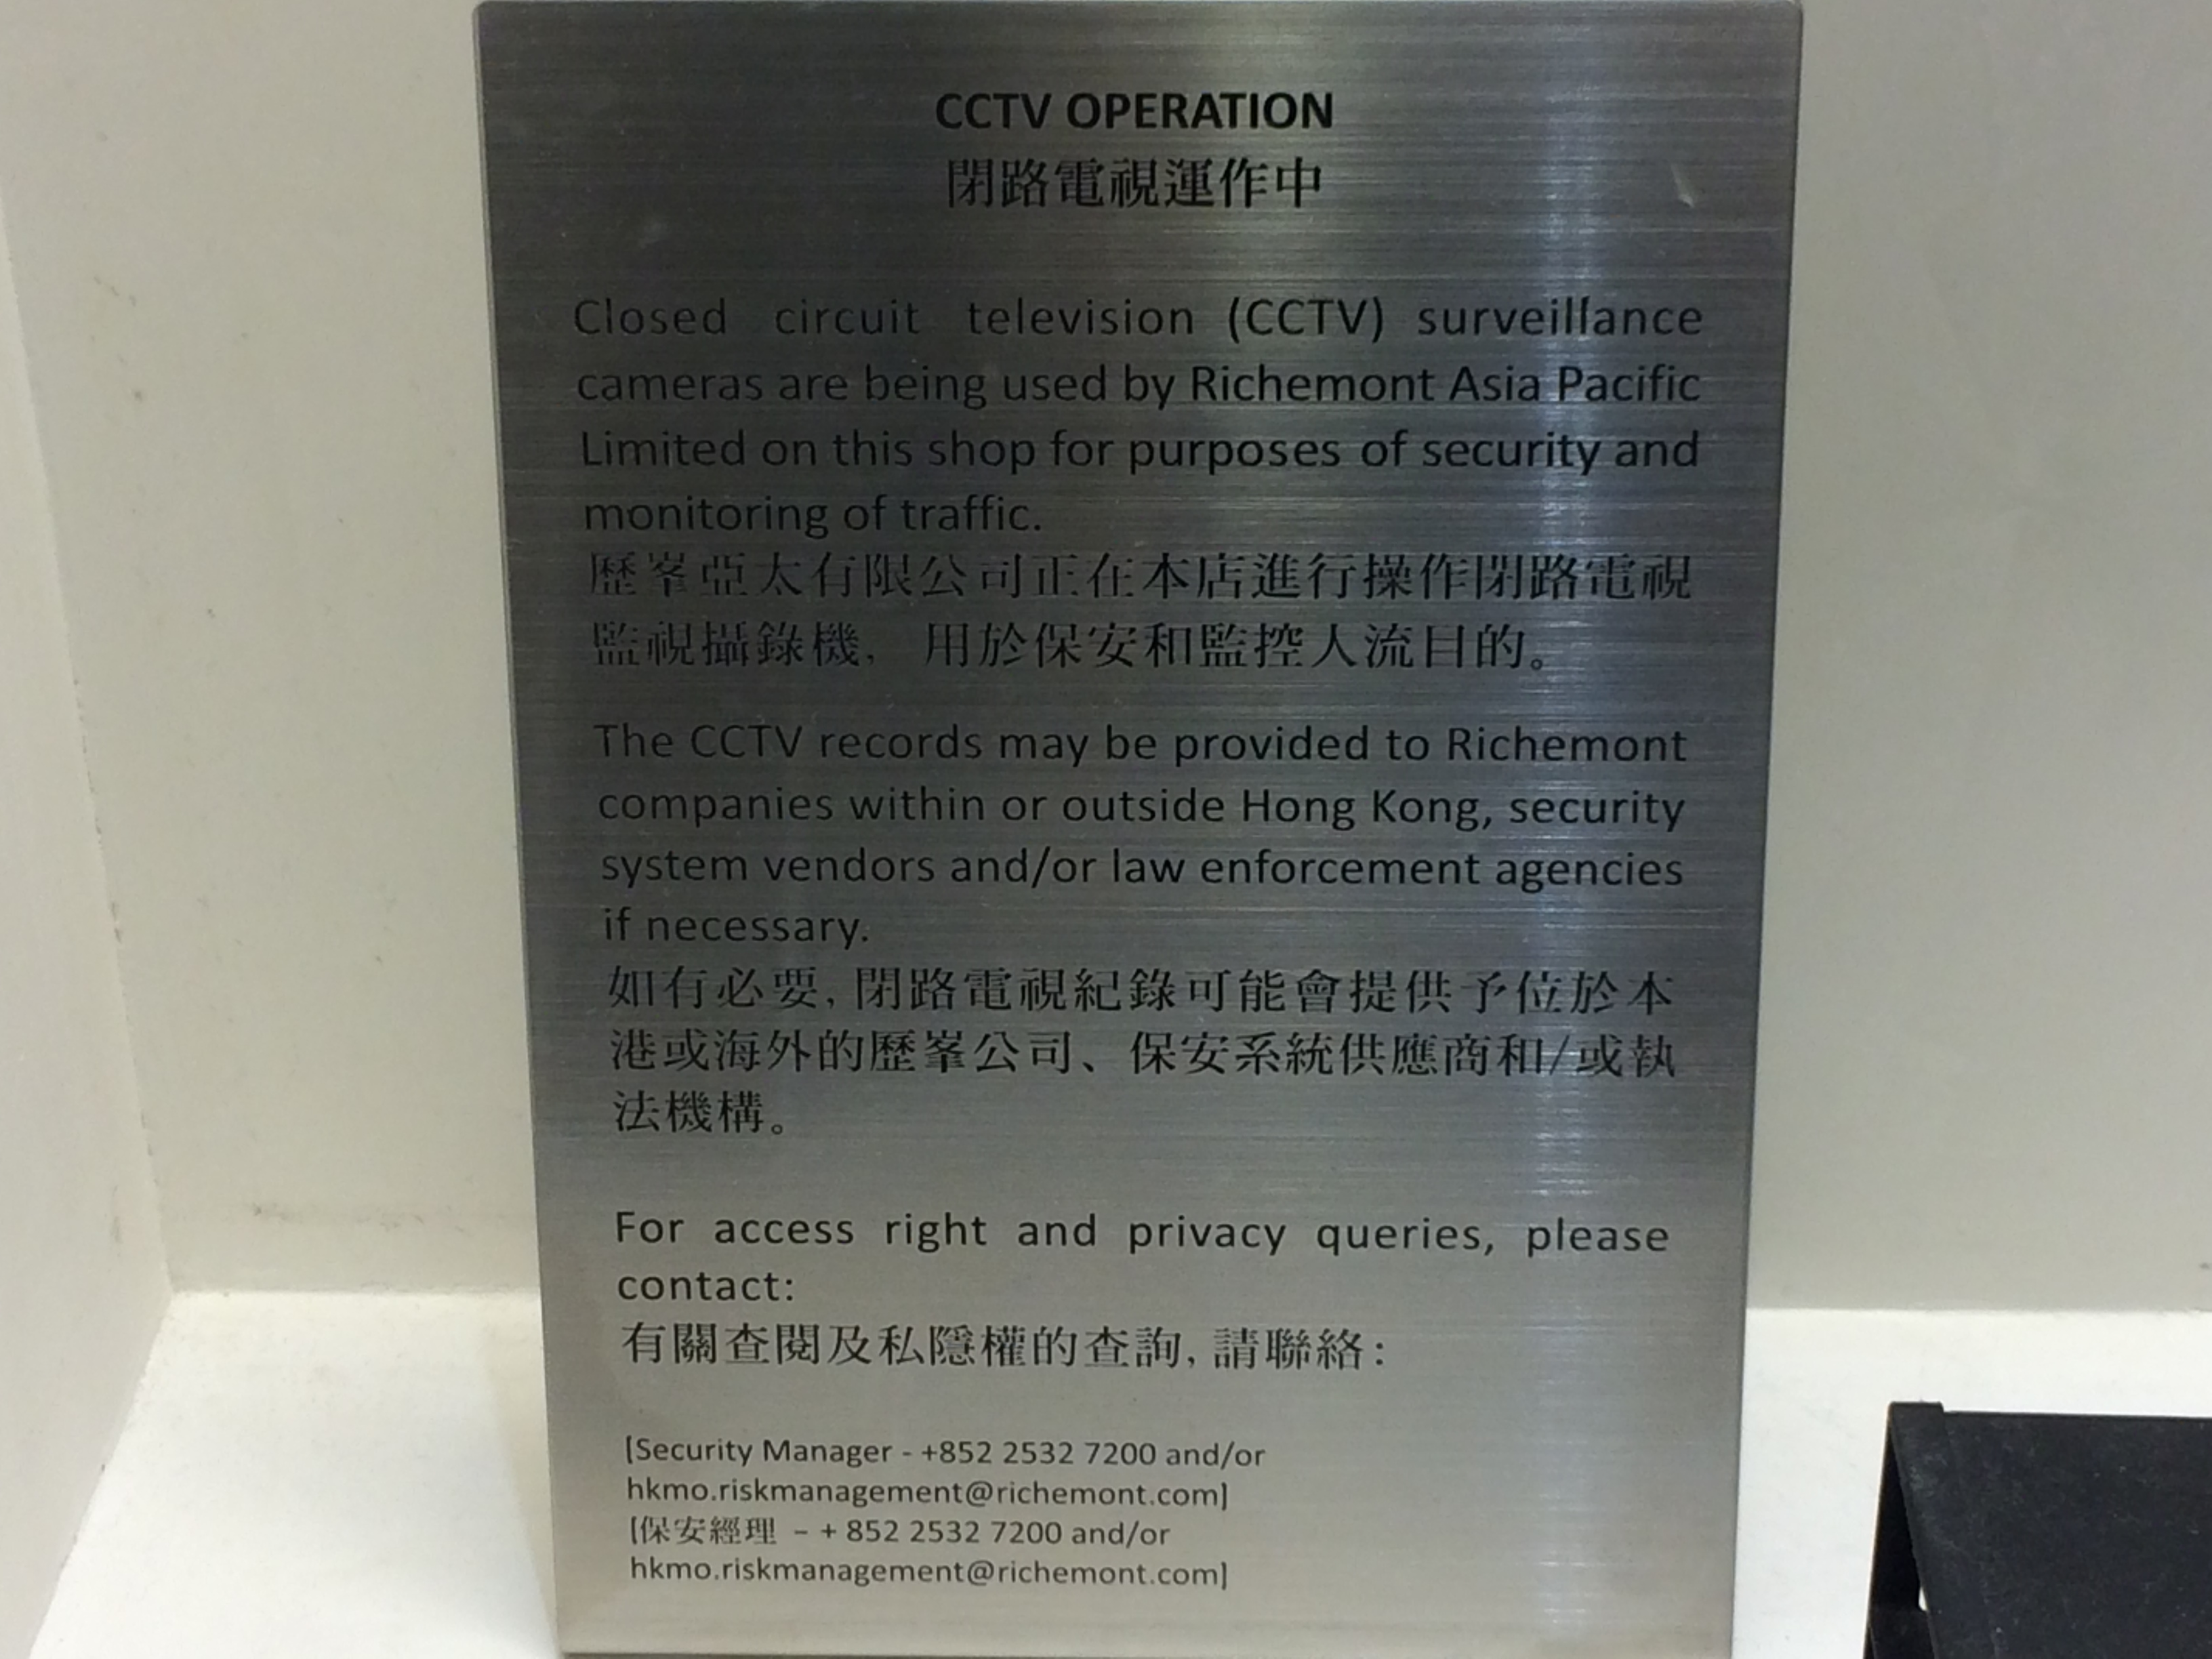 CCTV OPERATION
閉路電視運作中
Closed circuit television (CCTV) surveillance
cameras are being used by Richemont Asia Pacific
Limited on this shop for purposes of security and
monitoring of traffic.
歷峯亞太有限公司正在本店進行操作閉路電視
監視攝錄機，用於保安和監控人流目的。
The CCTV records may be provided to Richemont
companies within or outside Hong Kong, security
system vendors and/or law enforcement agencies
if necessary.
如有必要，閉路電視紀錄可能會提供予位於本
港或海外的歷峯公司、保安系統供應商和/或執
法機構。
For access right and privacy queries, please
contact:
有關查閱及私隱權的查詢，請聯絡：
[Security Manager - +852 2532 7200 and/or
hkmo.riskmanagement@richemont.com]
[保安經理 – + 852 2532 7200 and/or
hkmo.riskmanagement@richemont.com]